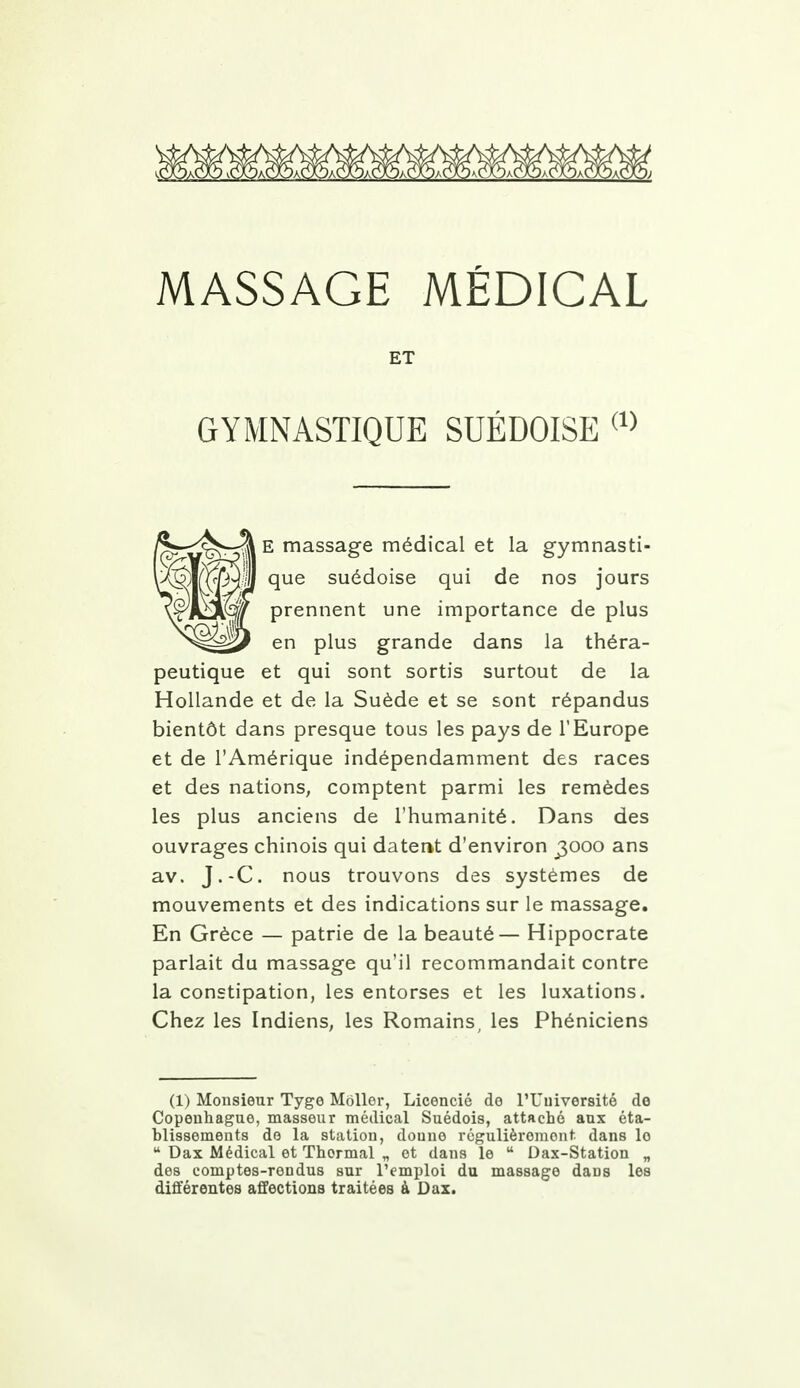 MASSAGE MÉDICAL
ET
GYMNASTIQUE SUÉDOISE (1)
LE massage médical et la gymnasti-
que suédoise qui de nos jours
prennent une importance de plus
en plus grande dans la théra-
peutique et qui sont sortis surtout de la
Hollande et de la Suède et se sont répandus
bientôt dans presque tous les pays de l'Europe
et de l'Amérique indépendamment des races
et des nations, comptent parmi les remèdes
les plus anciens de l'humanité. Dans des
ouvrages chinois qui datent d'environ 3000 ans
av. J.-C. nous trouvons des systèmes de
mouvements et des indications sur le massage.
En Grèce — patrie de la beauté — Hippocrate
parlait du massage qu'il recommandait contre
la constipation, les entorses et les luxations.
Chez les Indiens, les Romains, les Phéniciens
(1) Monsieur Tyge Möller, Licencié de l'Université de
Copenhague, masseur médical Suédois, attaché aux éta-
blissements de la station, donne régulièrement dans le
“ Dax Médical et Thermal „ et dans le “ Dax-Station „
des comptes-rendus sur l'emploi du massage dans les
différentes affections traitées à Dax.